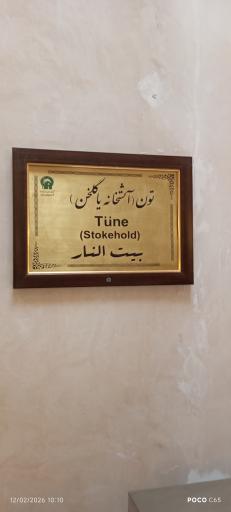 تون (آتشخانه یا گلخن)
Tüne
(Stokehold)
بيت النار
12/02/2026 10:10
POCO C65